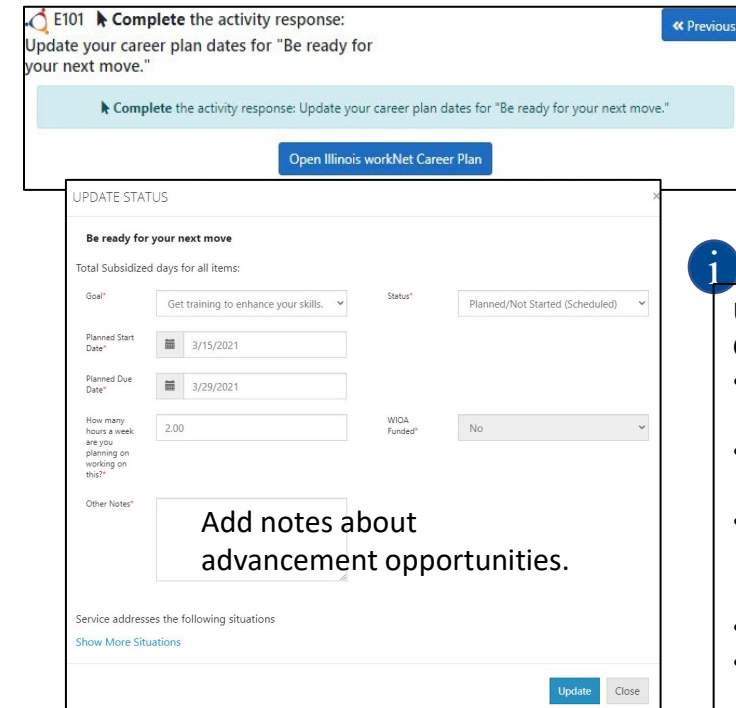 E101 Complete the activity response:
Update your career plan dates for "Be ready for
your next move."
« Previous
Complete the activity response: Update your career plan dates for "Be ready for your next move."
Open Illinois workNet Career Plan
UPDATE STATUS
×
Be ready for your next move
Total Subsidized days for all items:
Goal*
Get training to enhance your skills.
Status*
Planned/Not Started (Scheduled)
Planned Start
Date*
3/15/2021
Planned Due
Date*
3/29/2021
How many
hours a week
are you
planning on
working on
this?*
2.00
WIOA
Funded*
No
Other Notes*
Add notes about
advancement opportunities.
Service addresses the following situations
Show More Situations
Update
Close
i